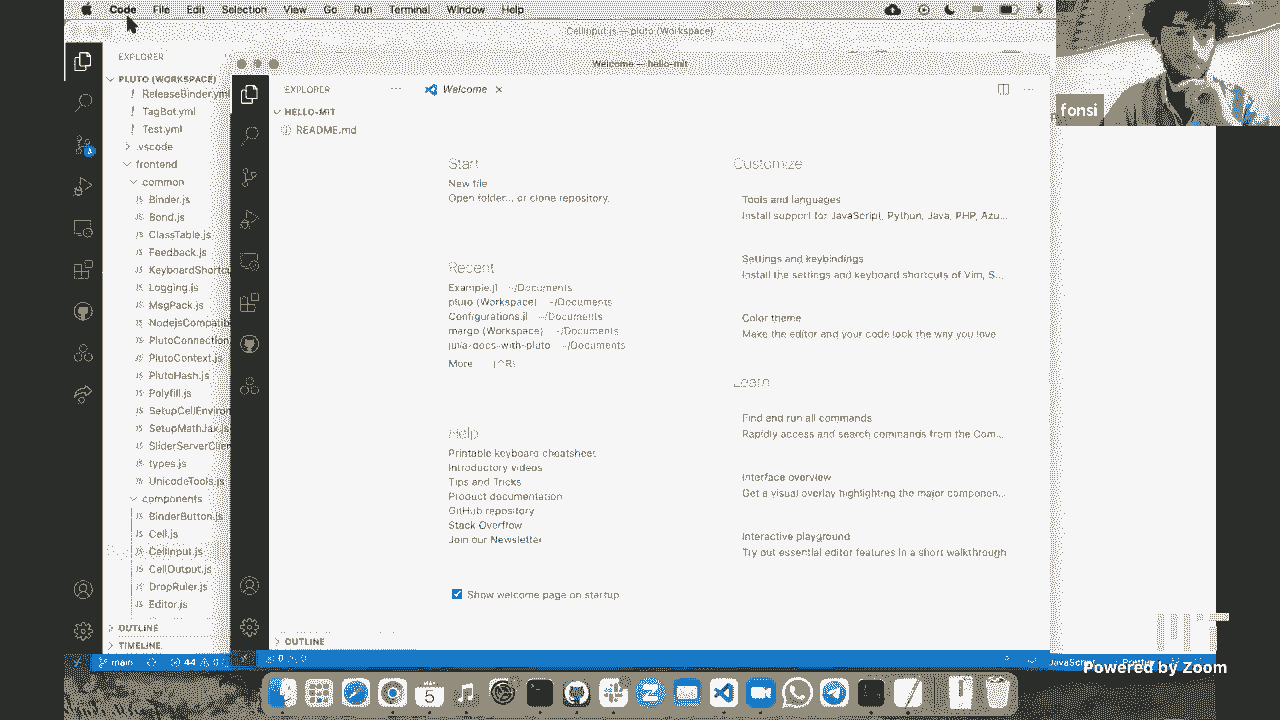 Code File Edit Selection View Go Run Terminal Window Help
CellInput.js — pluto (Workspace)
fonsi
EXPLORER
PLUTO (WORKSPACE)
ReleaseBinder.yml
TagBot.yml
Test.yml
.vscode
frontend
common
Binder.js
Bond.js
ClassTable.js
Feedback.js
KeyboardShortc
Logging.js
MsgPack.js
NodejsCompatib
PlutoConnection
PlutoContext.js
PlutoHash.js
Polyfill.js
SetupCellEnviron
SetupMathJax.js
SliderServerClien
types.js
UnicodeTools.js
components
BinderButton.js
Cell.js
CellInput.js
CellOutput.js
DropRuler.js
Editor.js
OUTLINE
TIMELINE
main
44
Welcome — hello-mit
EXPLORER
HELLO-MIT
README.md
OUTLINE
Welcome
Start
New file
Open folder... or clone repository.
Recent
Example.jl ~/Documents
pluto (Workspace) ~/Documents
Configurations.jl ~/Documents
margo (Workspace) ~/Documents
julia-docs-with-pluto ~/Documents
More (^R)
Help
Printable keyboard cheatsheet
Introductory videos
Tips and Tricks
Product documentation
GitHub repository
Stack Overflow
Join our Newsletter
Show welcome page on startup
Customize
Tools and languages
Install support for JavaScript, Python, Java, PHP, Azu...
Settings and keybindings
Install the settings and keyboard shortcuts of Vim, S...
Color theme
Make the editor and your code look the way you love
Learn
Find and run all commands
Rapidly access and search commands from the Com...
Interface overview
Get a visual overlay highlighting the major componen...
Interactive playground
Try out essential editor features in a short walkthrough
0 0
JavaScript
5
MIT
Powered by Zoom